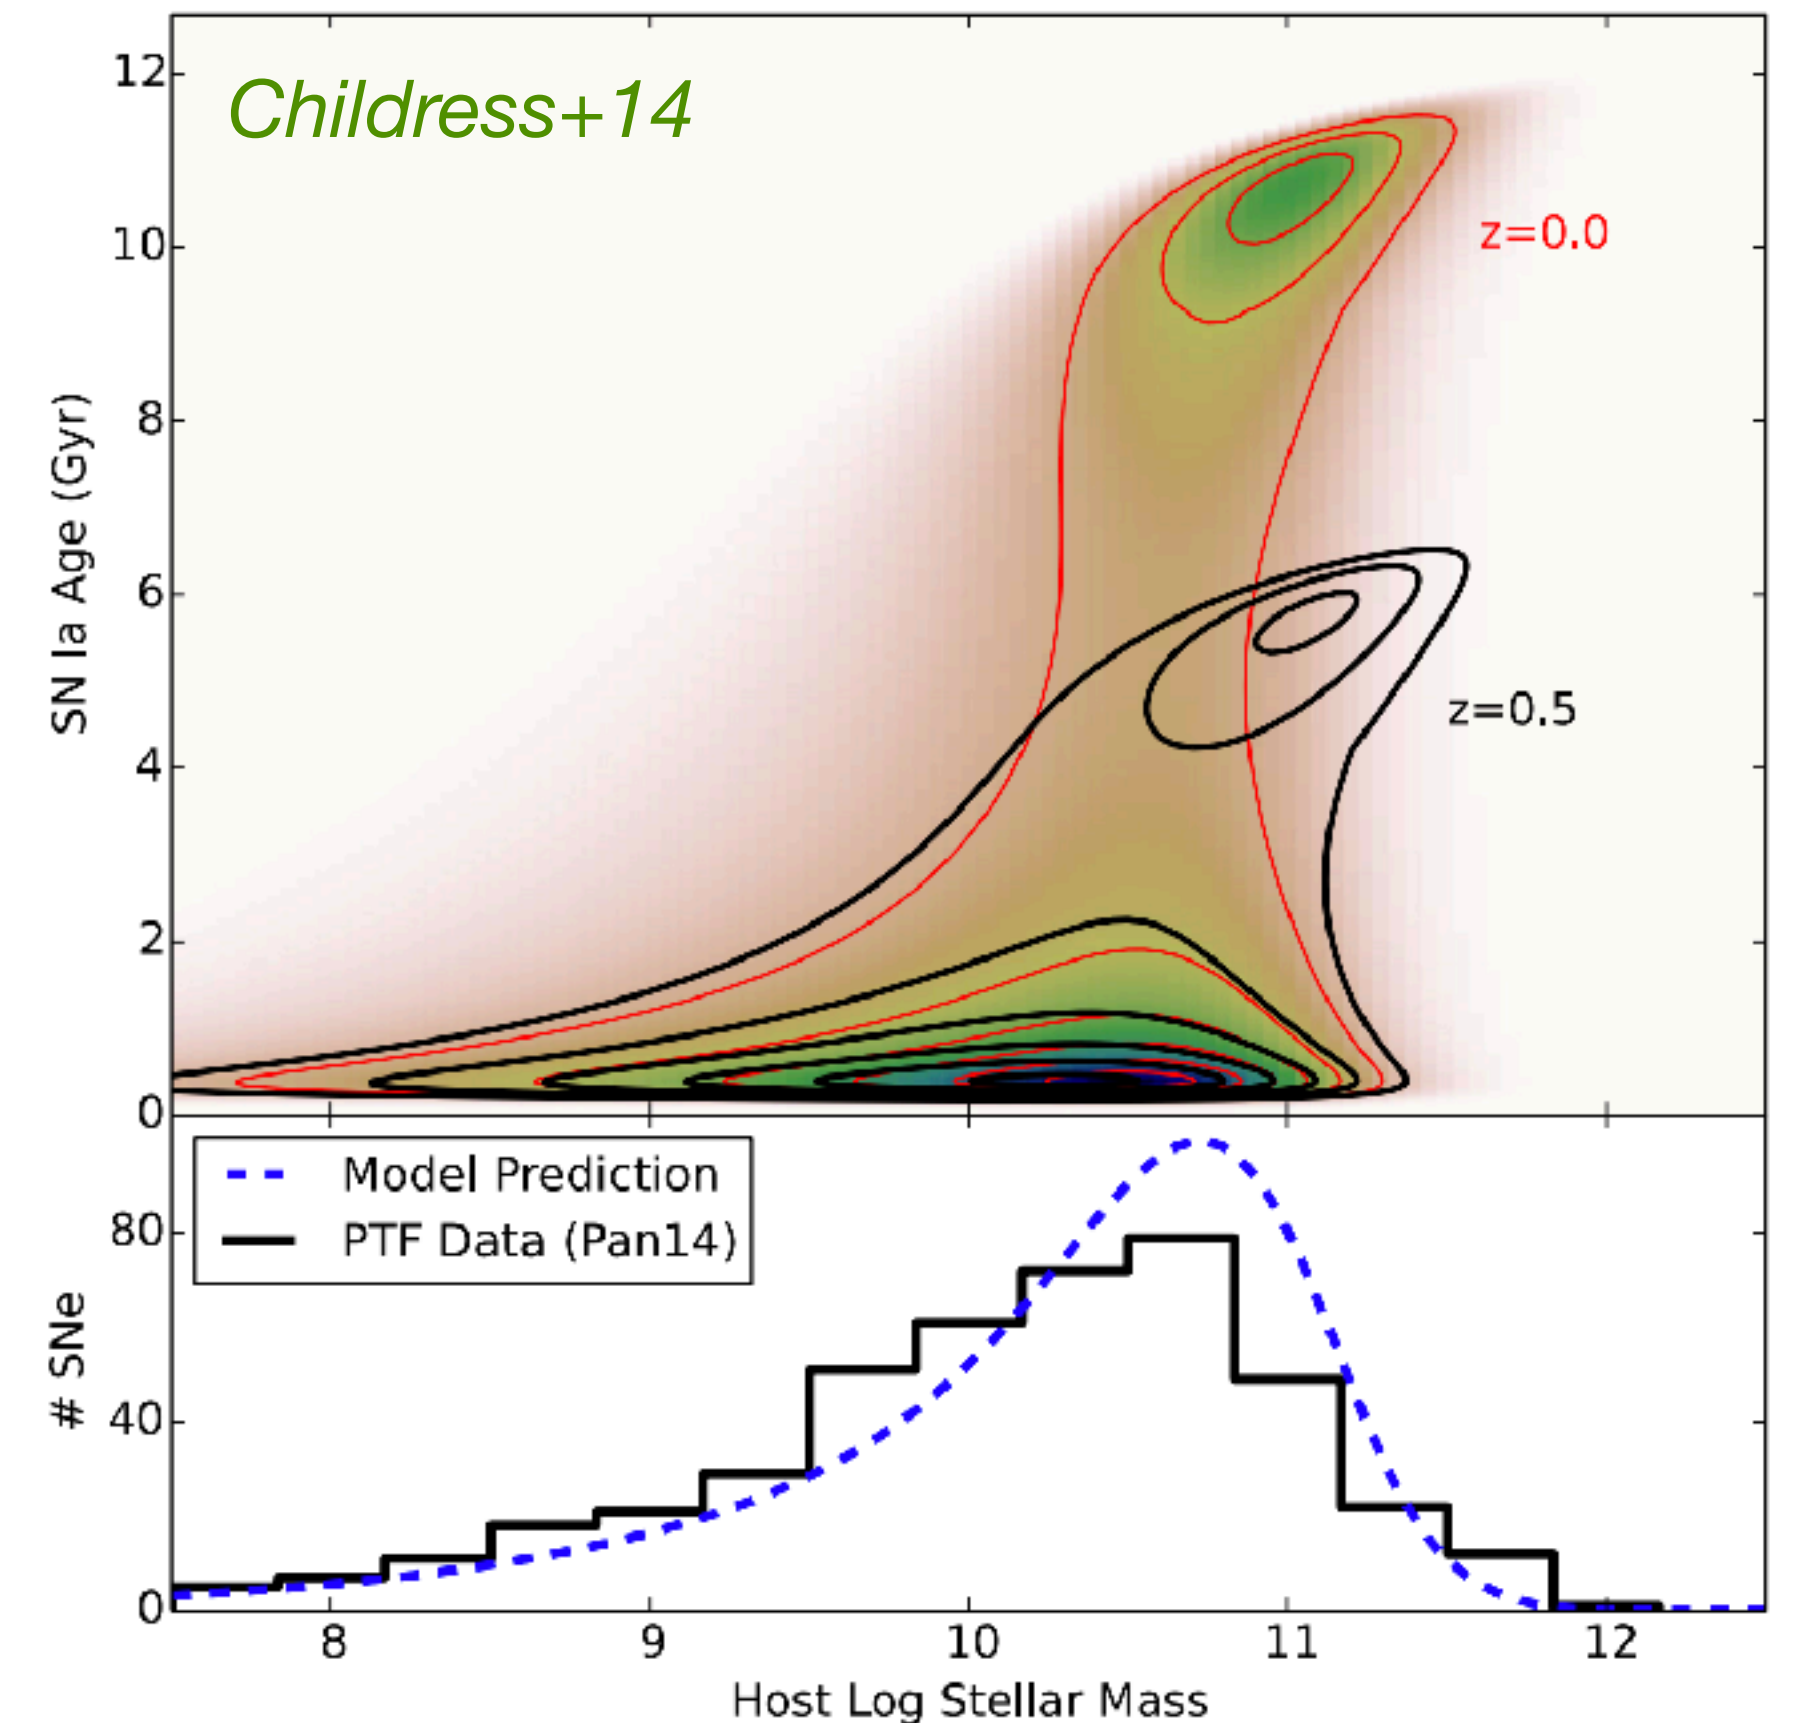 Childress+14
12
10
8
6
4
2
0
SN Ia Age (Gyr)
z=0.0
z=0.5
Model Prediction
PTF Data (Pan14)
80
40
0
# SNe
8 9 10 11 12
Host Log Stellar Mass